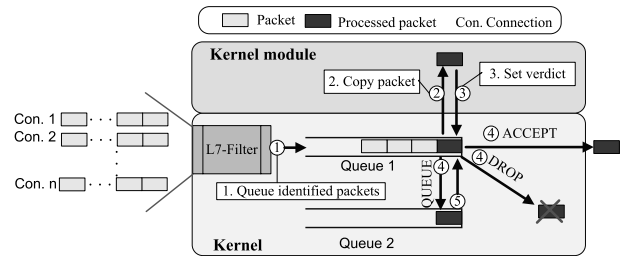 Packet Processed packet Con. Connection
Kernel module
2. Copy packet
3. Set verdict
② ③
Con. 1
Con. 2
Con. n
L7-Filter
①
Queue 1
④ ACCEPT
④ DROP
1. Queue identified packets
QUEUE
④
⑤
Kernel
Queue 2